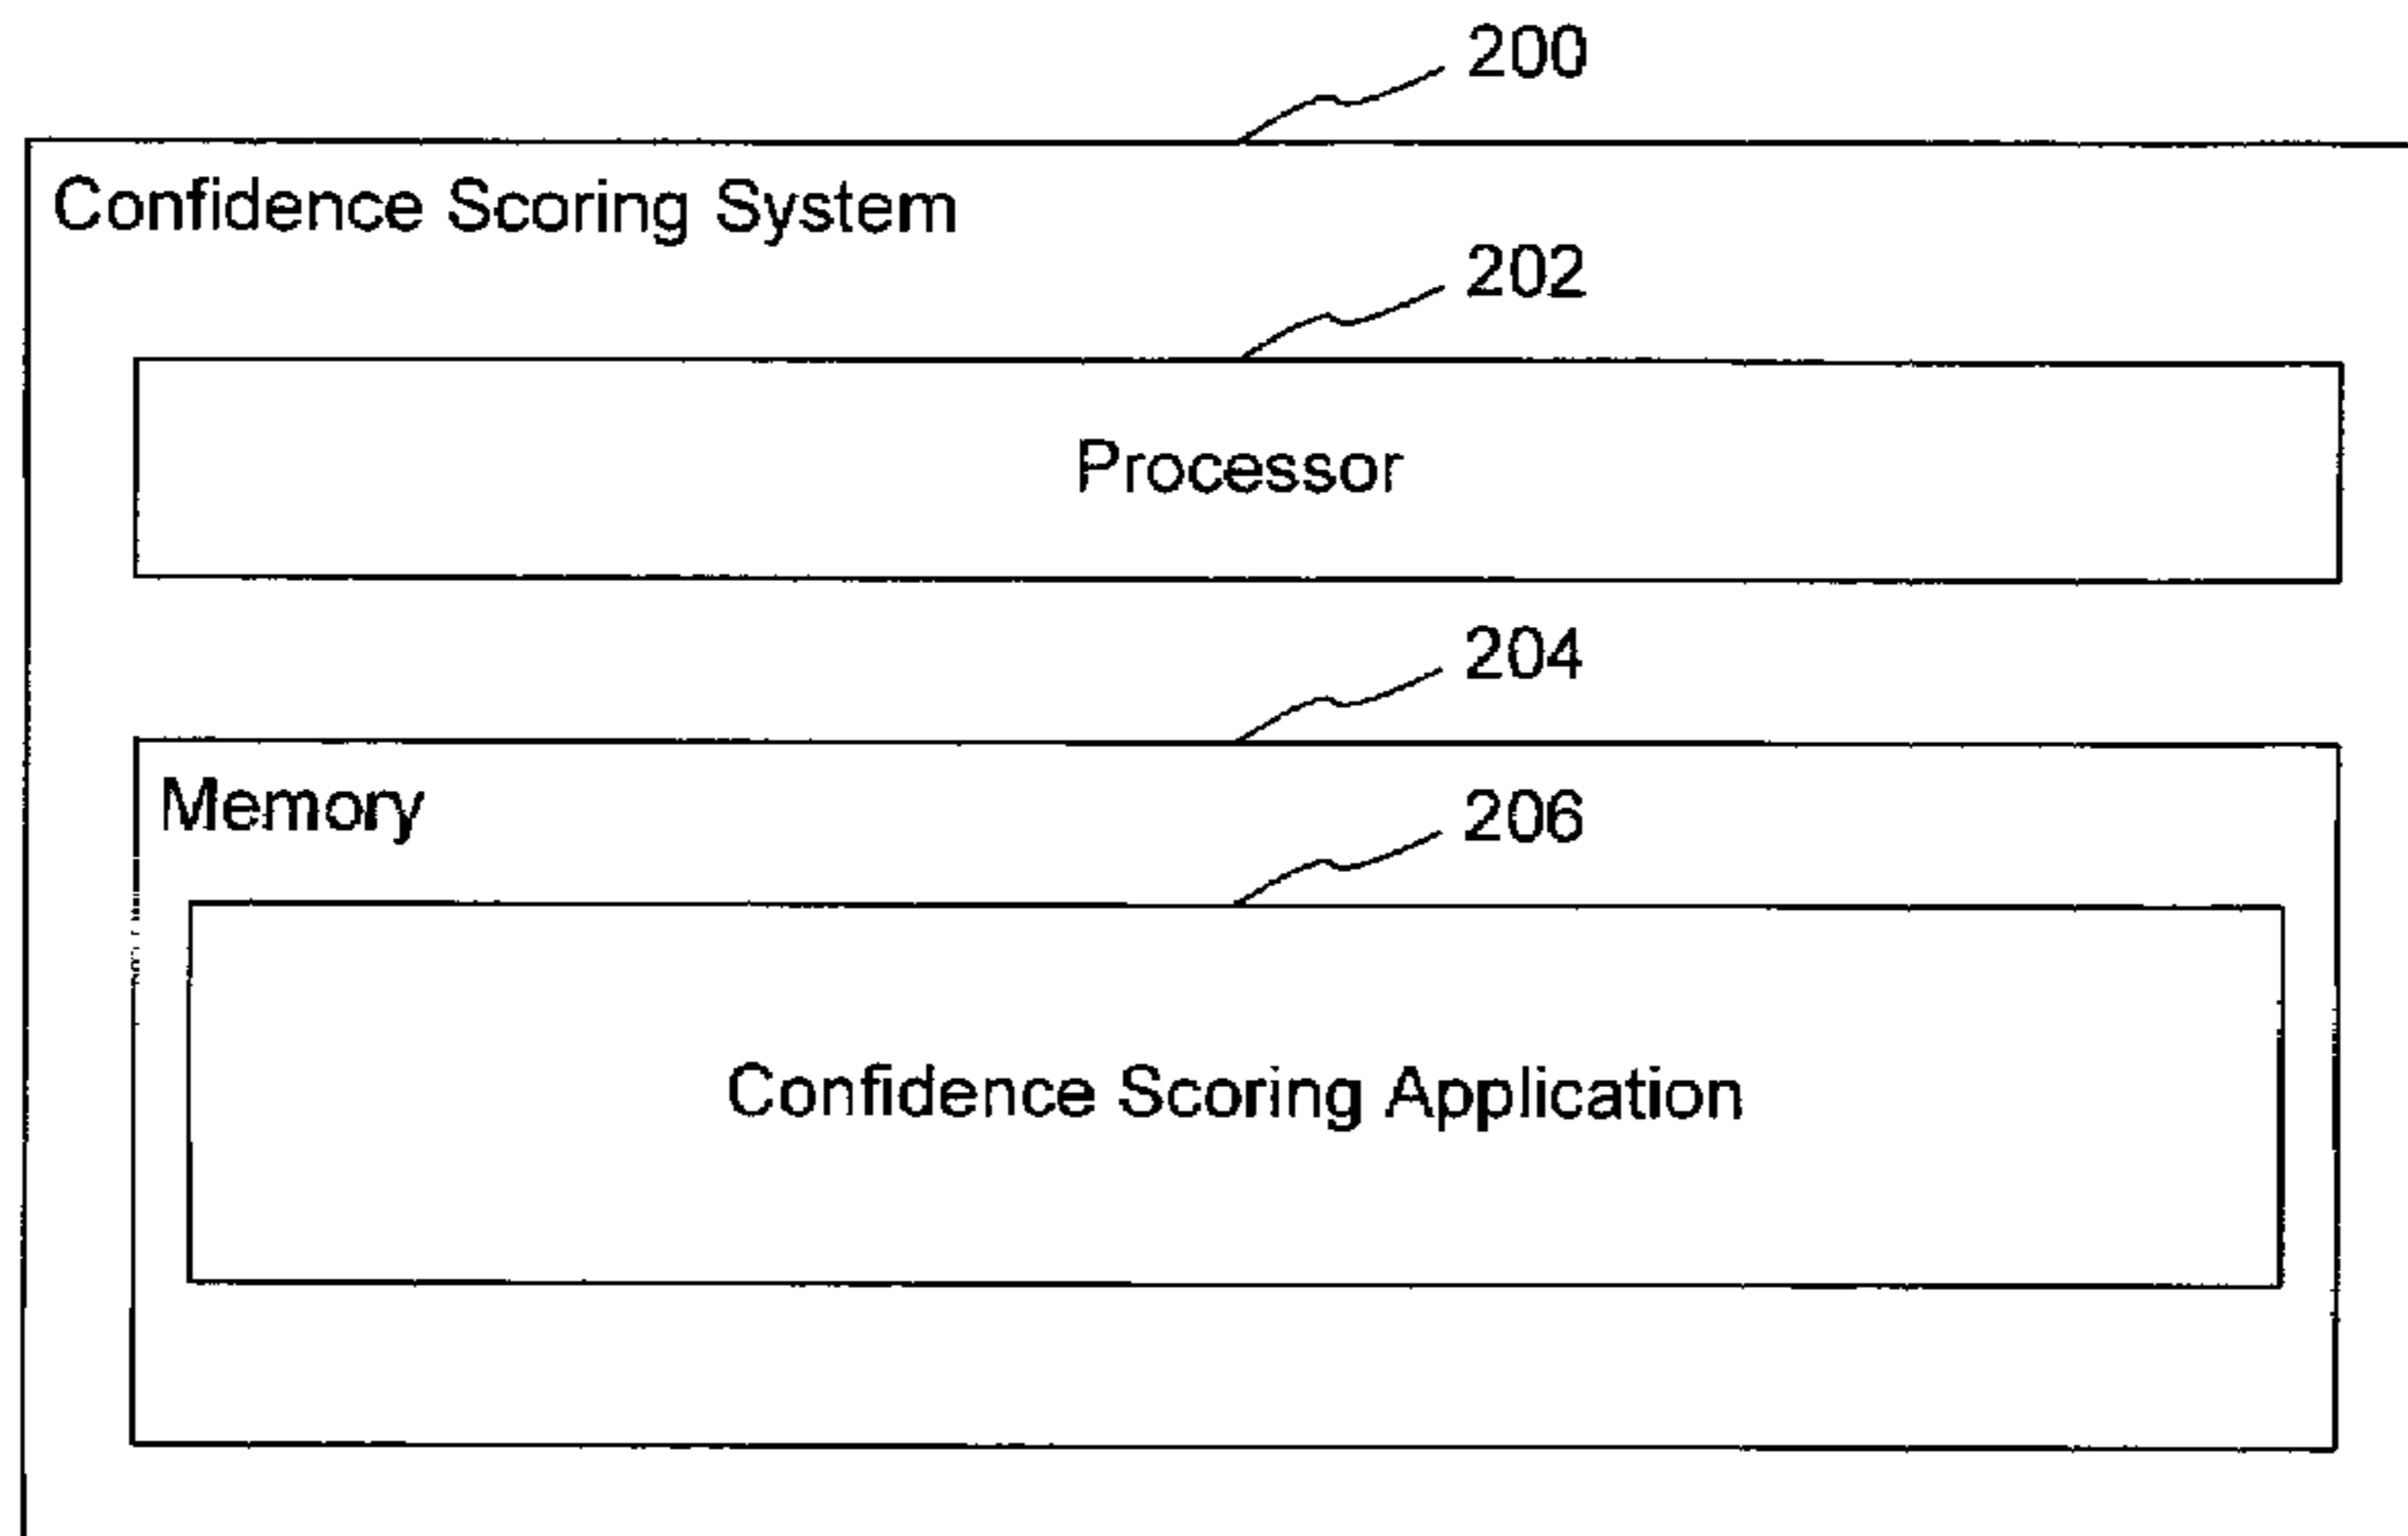 200
Confidence Scoring System
202
Processor
204
Memory
206
Confidence Scoring Application